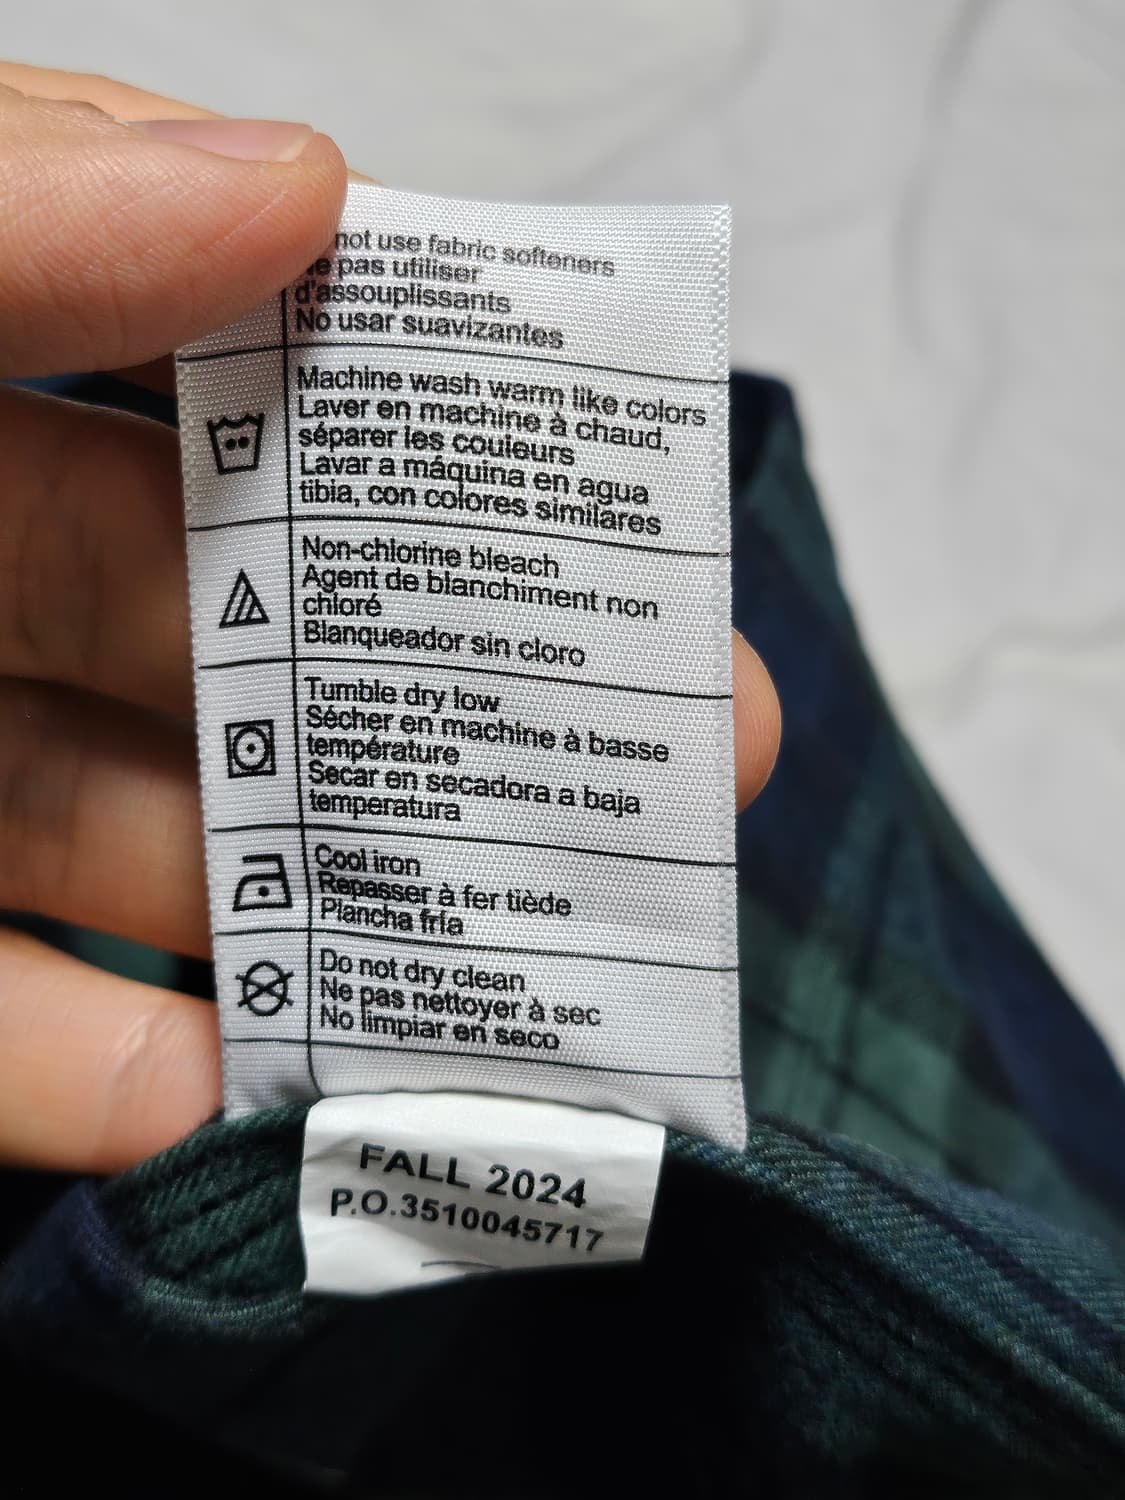 not use fabric softeners
pas utiliser
d'assouplissants
No usar suavizantes
Machine wash warm like colors
Laver en machine à chaud,
séparer les couleurs
Lavar a máquina en agua
tibia, con colores similares
Non-chlorine bleach
Agent de blanchiment non
chloré
Blanqueador sin cloro
Tumble dry low
Sécher en machine à basse
température
Secar en secadora a baja
temperatura
Cool iron
Repasser à fer tiède
Plancha fría
Do not dry clean
Ne pas nettoyer à sec
No limpiar en seco
FALL 2024
P.O.3510045717